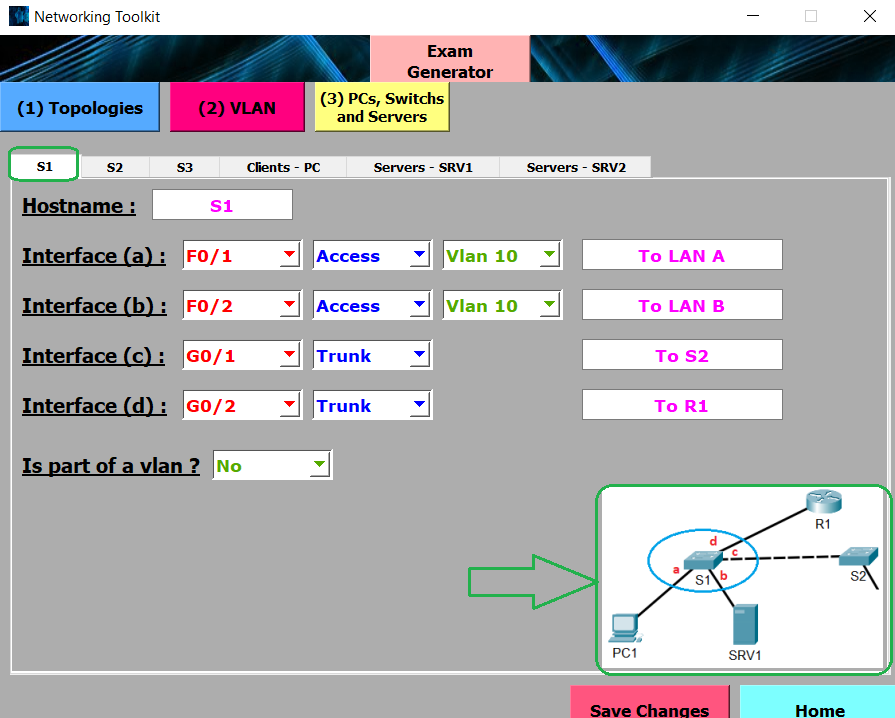 Networking Toolkit
Exam
Generator
(1) Topologies
(2) VLAN
(3) PCs, Switchs
and Servers
S1 S2 S3 Clients - PC Servers - SRV1 Servers - SRV2
Hostname : S1
Interface (a) : F0/1 Access Vlan 10 To LAN A
Interface (b) : F0/2 Access Vlan 10 To LAN B
Interface (c) : G0/1 Trunk To S2
Interface (d) : G0/2 Trunk To R1
Is part of a vlan ? No
R1
d
c
a
b
S1
S2
PC1
SRV1
Save Changes
Home